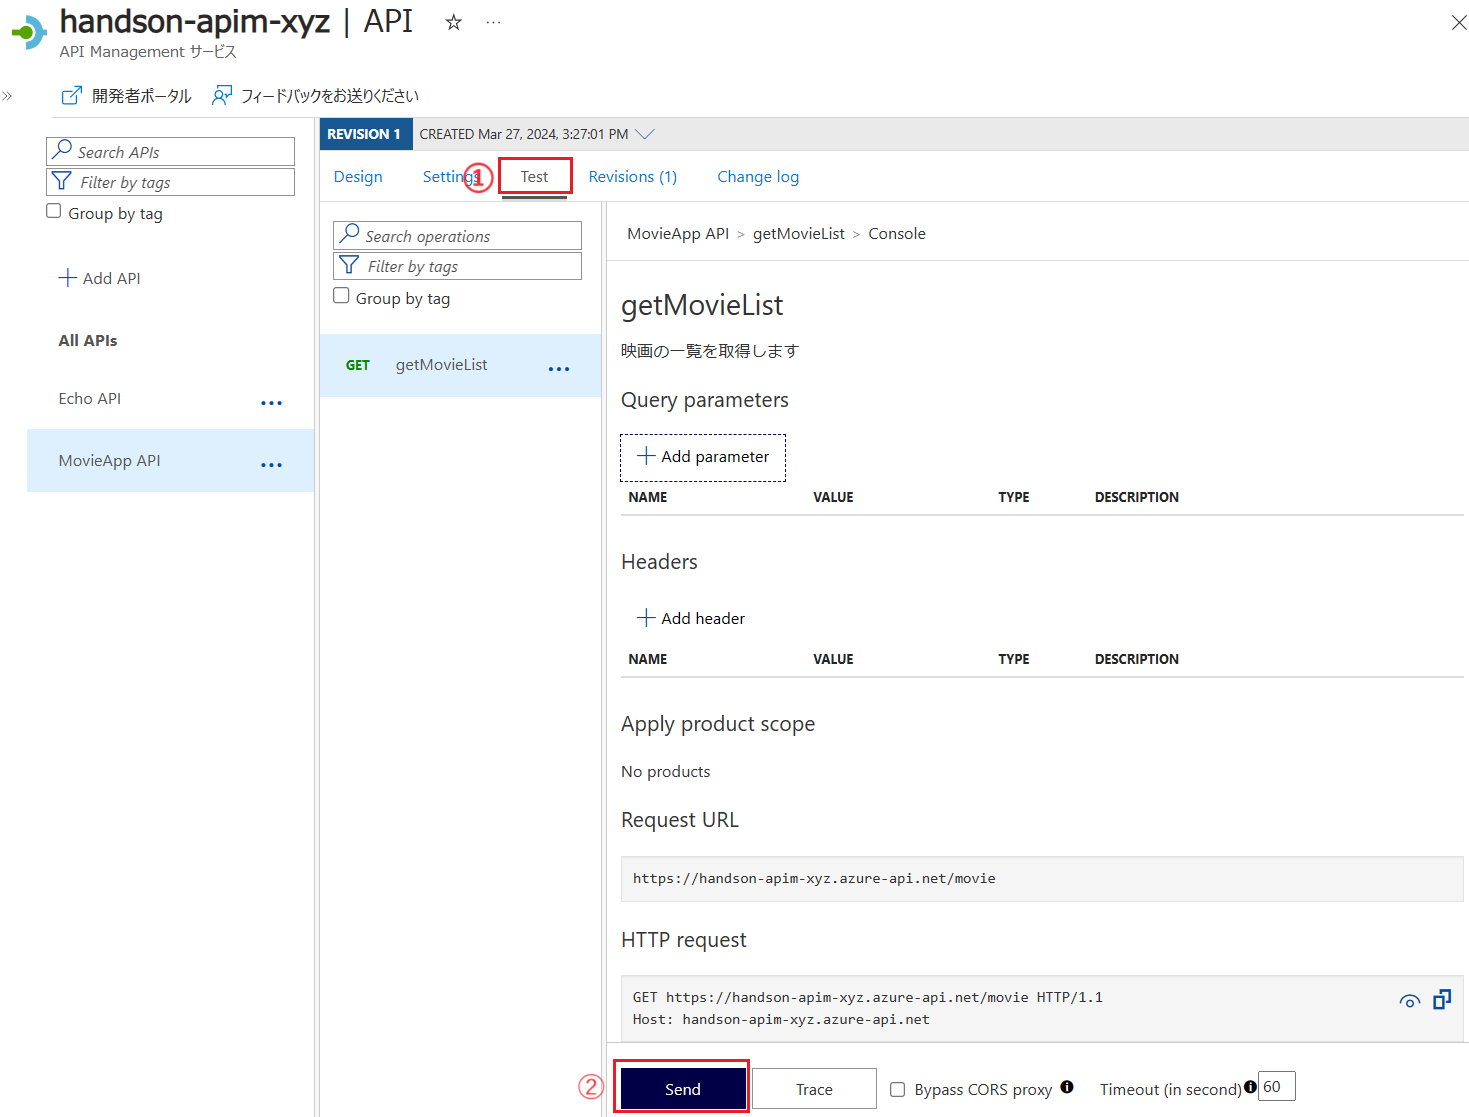 handson-apim-xyz | API
API Management サービス
開発者ポータル フィードバックをお送りください
Search APIs
Filter by tags
Group by tag
Add API
All APIs
Echo API
MovieApp API
REVISION 1 CREATED Mar 27, 2024, 3:27:01 PM
Design Settings ① Test Revisions (1) Change log
Search operations
Filter by tags
Group by tag
GET getMovieList
MovieApp API > getMovieList > Console
getMovieList
映画の一覧を取得します
Query parameters
Add parameter
NAME VALUE TYPE DESCRIPTION
Headers
Add header
NAME VALUE TYPE DESCRIPTION
Apply product scope
No products
Request URL
https://handson-apim-xyz.azure-api.net/movie
HTTP request
GET https://handson-apim-xyz.azure-api.net/movie HTTP/1.1
Host: handson-apim-xyz.azure-api.net
② Send Trace Bypass CORS proxy Timeout (in second) 60